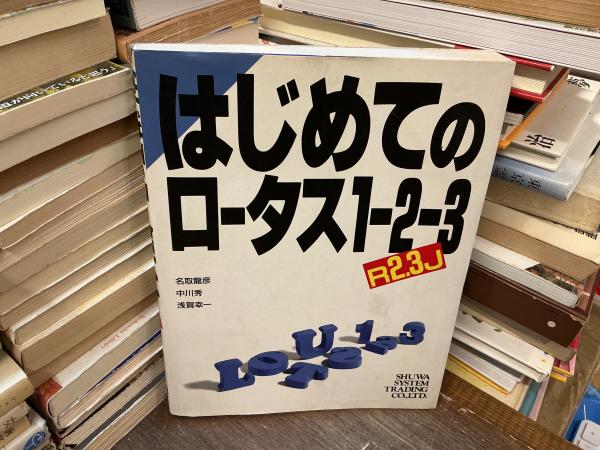 はじめての
ロータス1-2-3
R2.3J
名取龍彦
中川秀
浅賀幸一
LOTUS 1-2-3
SHUWA
SYSTEM
TRADING
CO.,LTD.